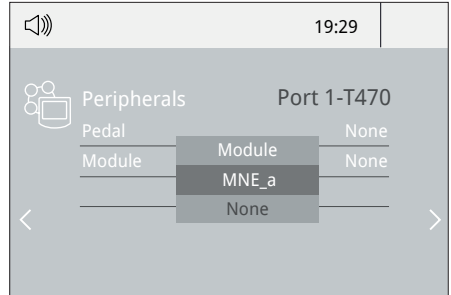 19:29
Peripherals Port 1-T470
Pedal None
Module None
Module
MNE_a
None